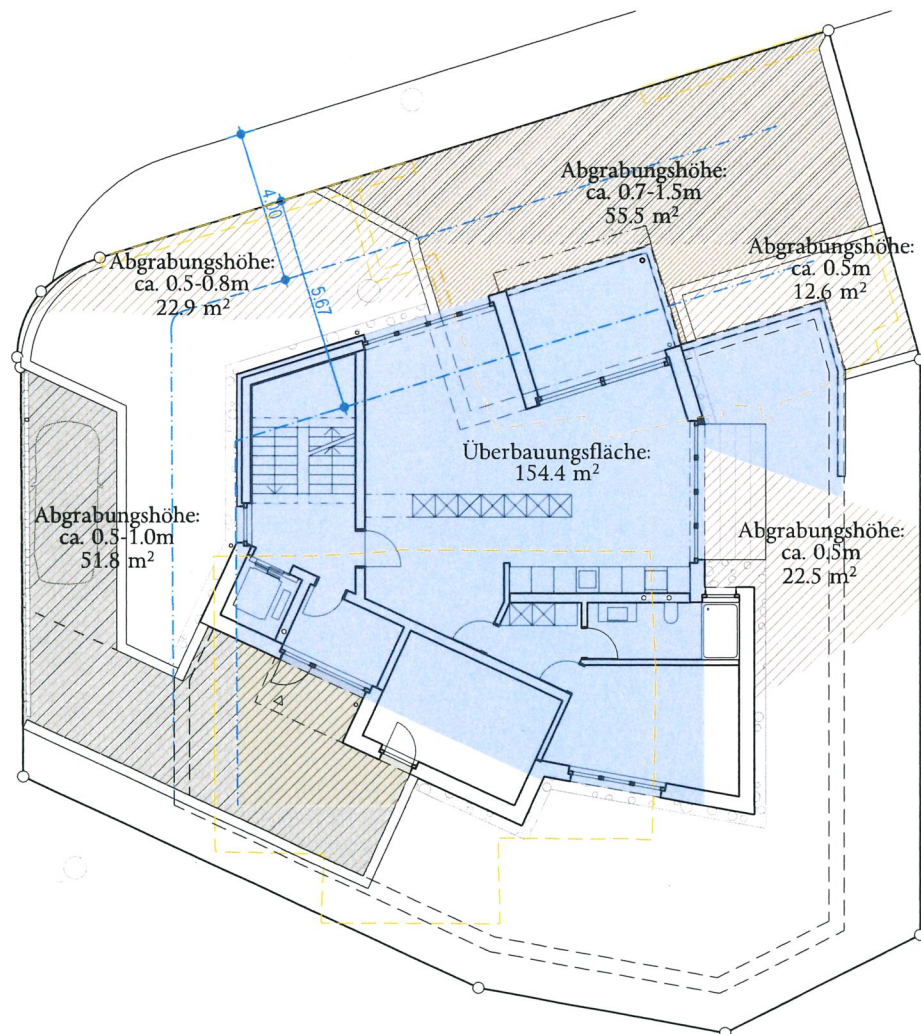 Abgrabungshöhe:
ca. 0.7-1.5m
55.5 m²
4.00
Abgrabungshöhe:
ca. 0.5m
12.6 m²
Abgrabungshöhe:
ca. 0.5-0.8m
22.9 m²
5.67
Überbauungsfläche:
154.4 m²
Abgrabungshöhe:
ca. 0.5-1.0m
51.8 m²
Abgrabungshöhe:
ca. 0.5m
22.5 m²